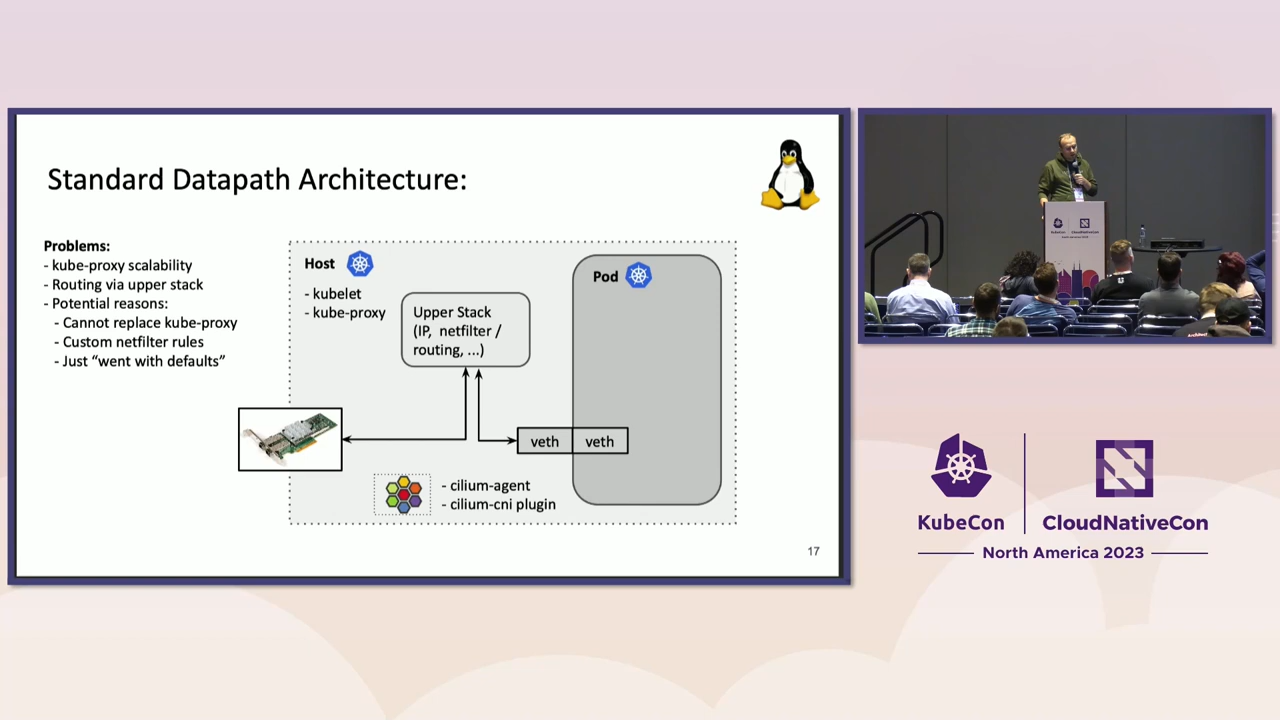 Standard Datapath Architecture:
Problems:
- kube-proxy scalability
- Routing via upper stack
- Potential reasons:
- Cannot replace kube-proxy
- Custom netfilter rules
- Just “went with defaults”
Host
- kubelet
- kube-proxy
Upper Stack
(IP, netfilter /
routing, ...)
Pod
veth
veth
- cilium-agent
- cilium-cni plugin
17
KubeCon
CloudNativeCon
North America 2023